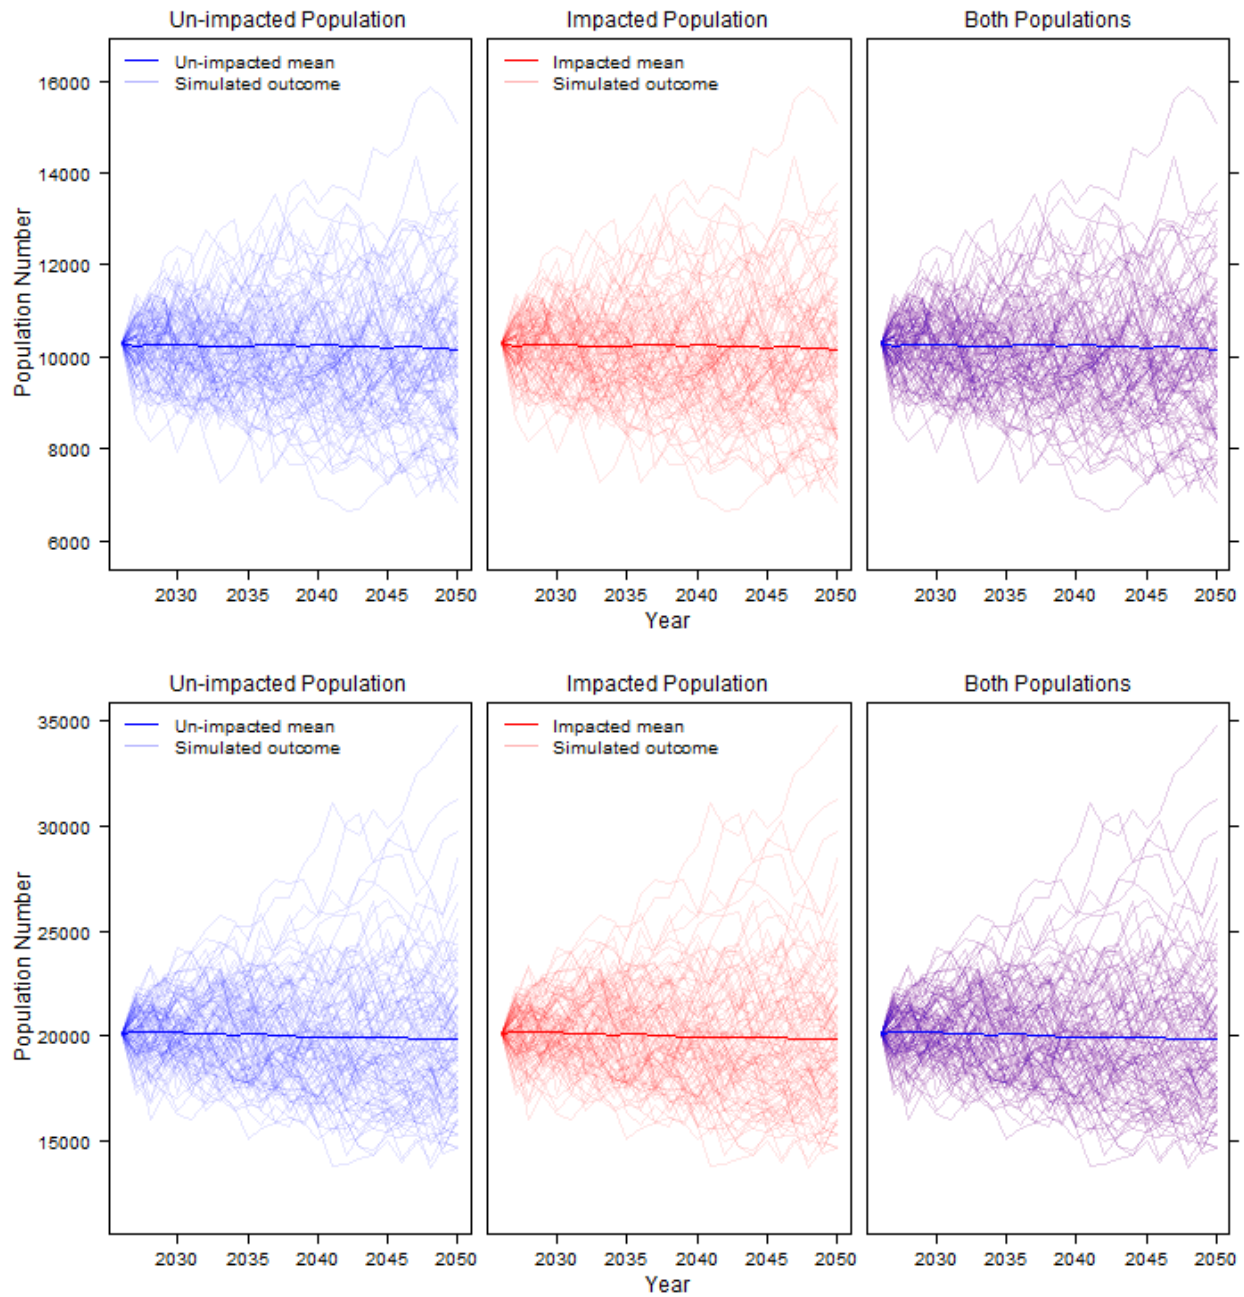 Un-impacted Population Impacted Population Both Populations
Un-impacted mean
Simulated outcome
Impacted mean
Simulated outcome
Population Number
16000
14000
12000
10000
8000
6000
2030 2035 2040 2045 2050 2030 2035 2040 2045 2050 2030 2035 2040 2045 2050
Year
Un-impacted Population Impacted Population Both Populations
Un-impacted mean
Simulated outcome
Impacted mean
Simulated outcome
Population Number
35000
30000
25000
20000
15000
2030 2035 2040 2045 2050 2030 2035 2040 2045 2050 2030 2035 2040 2045 2050
Year